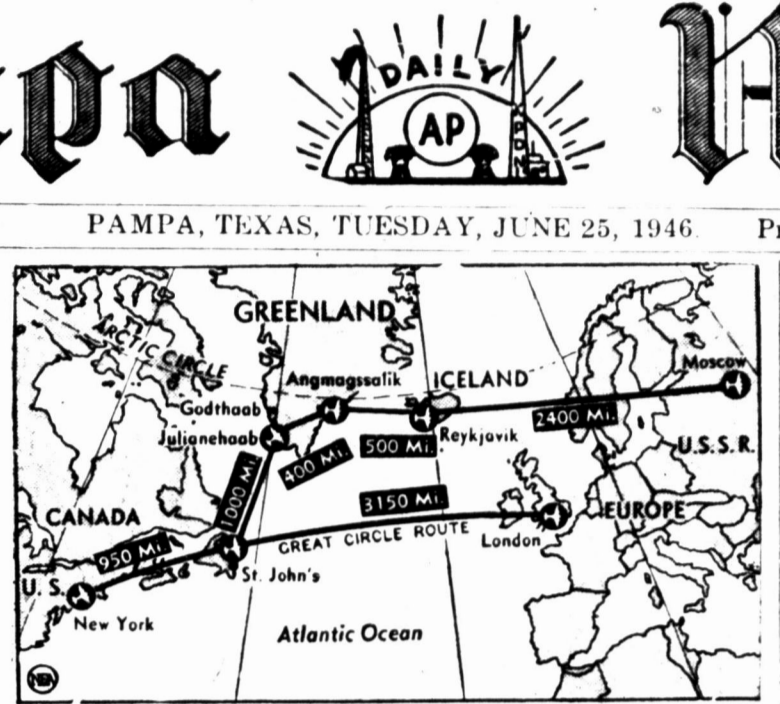 pa
DAILY
AP
KPDN
PAMPA, TEXAS, TUESDAY, JUNE 25, 1946.
GREENLAND
ARCTIC CIRCLE
Moscow
Angmagssalik
ICELAND
Godthaab
2400 Mi.
Julianehaab
Reykjavik
500 Mi.
400 Mi.
U.S.S.R.
1000 Mi.
3150 Mi.
CANADA
EUROPE
GREAT CIRCLE ROUTE
London
950 Mi.
St. John's
U. S.
New York
Atlantic Ocean
NEA